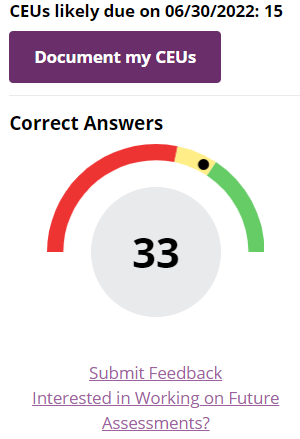 CEUs likely due on 06/30/2022: 15
Document my CEUs
Correct Answers
33
Submit Feedback
Interested in Working on Future
Assessments?